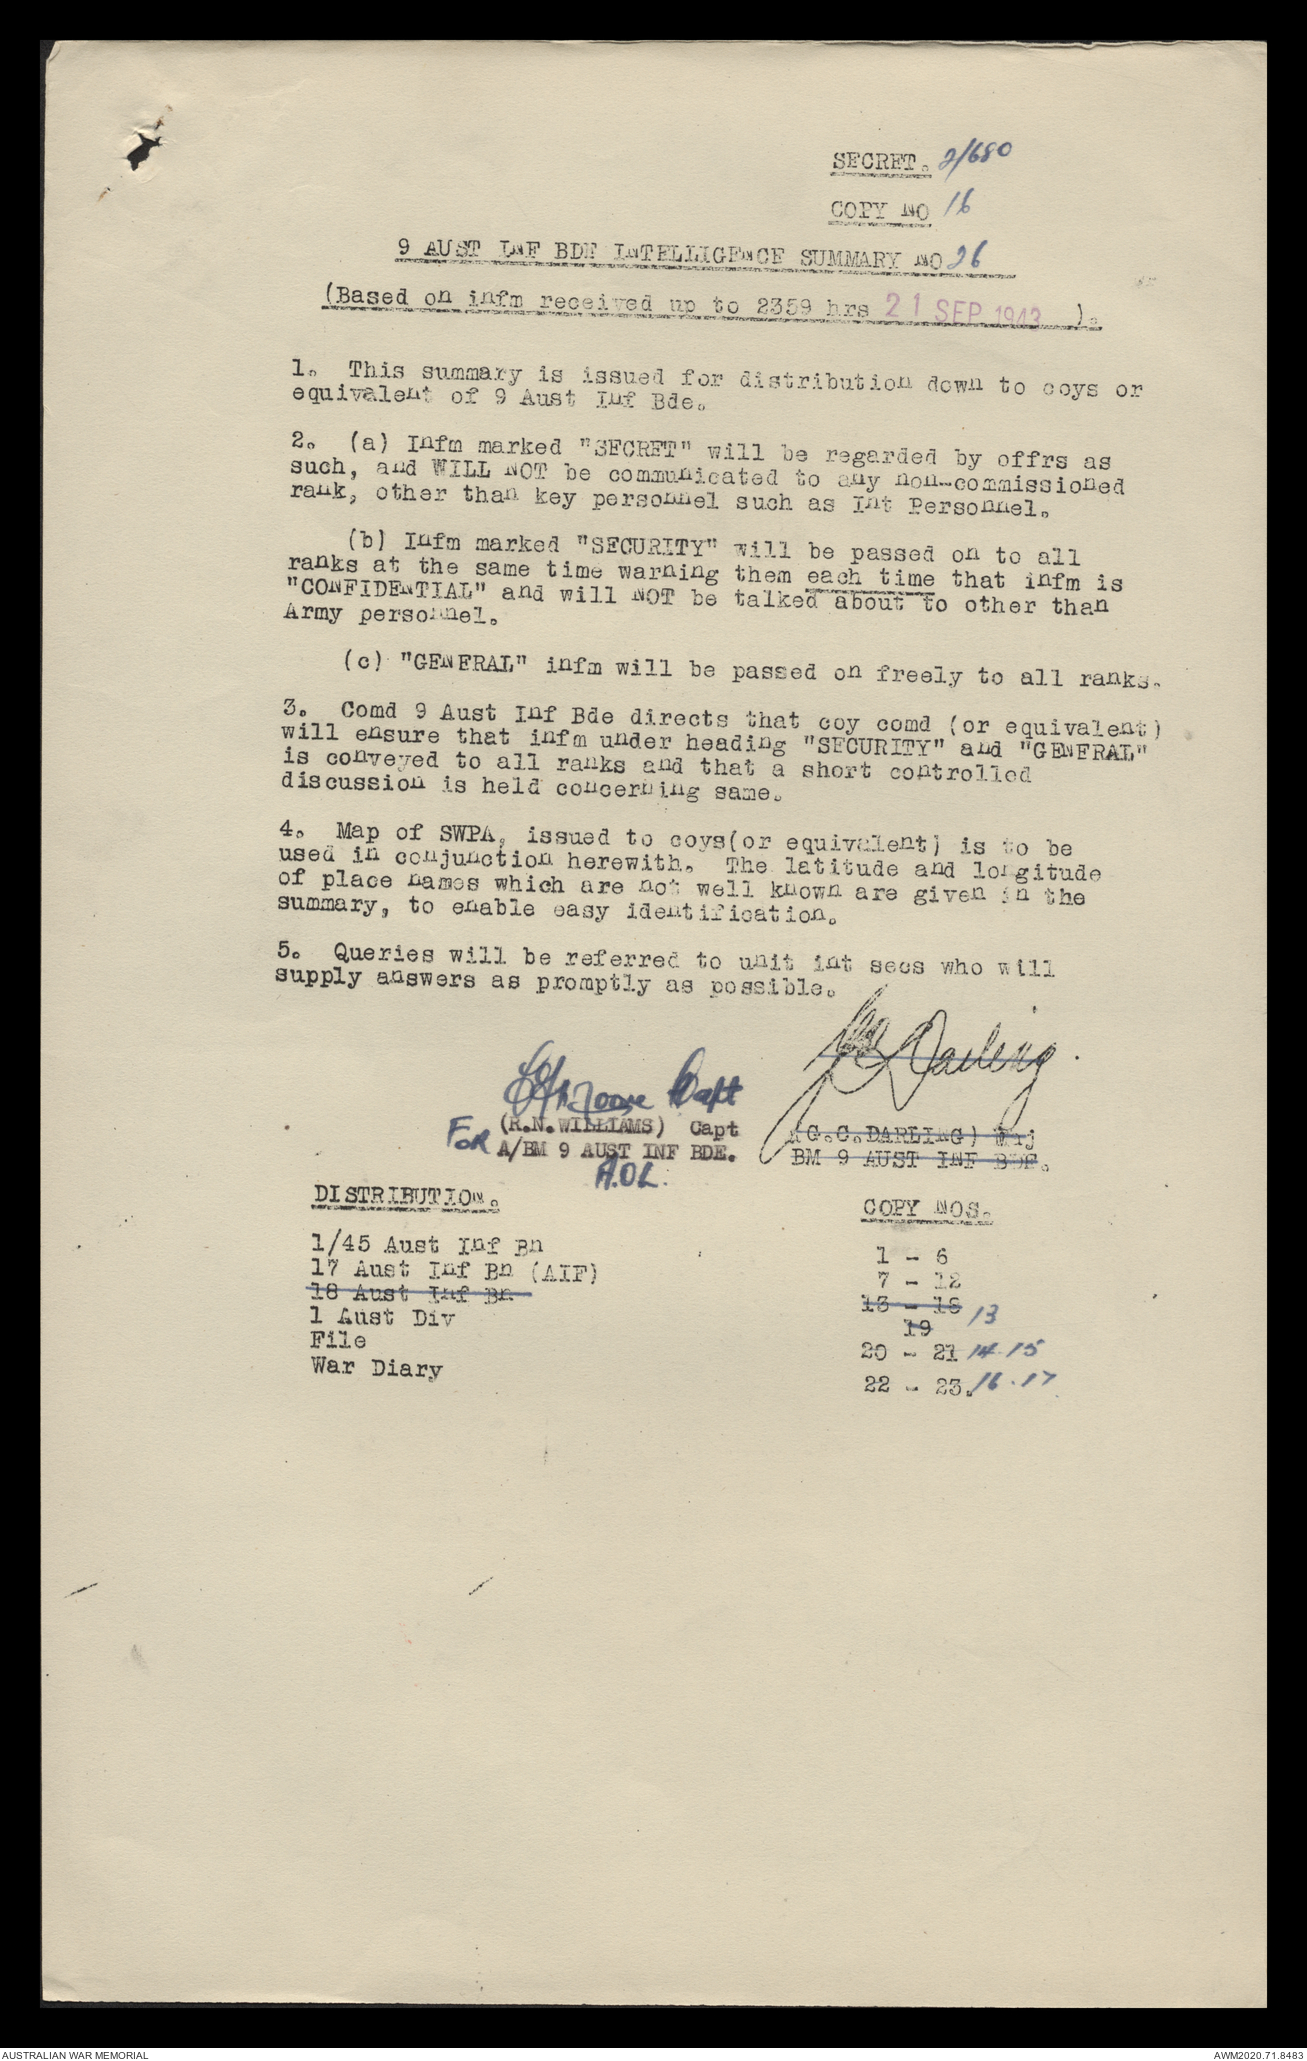 SECRET. 2/680
COPY NO 16
9 AUST INF BDE INTELLIGENCE SUMMARY NO 26
(Based on infm received up to 2359 hrs 21 SEP 1943 ).
1. This summary is issued for distribution down to coys or
equivalent of 9 Aust Inf Bde.
2. (a) Infm marked "SECRET" will be regarded by offrs as
such, and WILL NOT be communicated to any non-commissioned
rank, other than key personnel such as Int Personnel.
(b) Infm marked "SECURITY" will be passed on to all
ranks at the same time warning them each time that infm is
"CONFIDENTIAL" and will NOT be talked about to other than
Army personnel.
(c) "GENERAL" infm will be passed on freely to all ranks.
3. Comd 9 Aust Inf Bde directs that coy comd (or equivalent)
will ensure that infm under heading "SECURITY" and "GENERAL"
is conveyed to all ranks and that a short controlled
discussion is held concerning same.
4. Map of SWPA, issued to coys(or equivalent) is to be
used in conjunction herewith. The latitude and longitude
of place names which are not well known are given in the
summary, to enable easy identification.
5. Queries will be referred to unit int secs who will
supply answers as promptly as possible.
Darling
Capt
(R.N.WILLIAMS) Capt (G.C.DARLING) Maj
FOR A/BM 9 AUST INF BDE. BM 9 AUST INF BDE.
A.O.L.
DISTRIBUTION. COPY NOS.
1/45 Aust Inf Bn 1 - 6
17 Aust Inf Bn (AIF) 7 - 12
18 Aust Inf Bn 13 - 18
1 Aust Div 19 13
File 20 - 21 14-15
War Diary 22 - 23. 16-17
AUSTRALIAN WAR MEMORIAL AWM2020.71.8483